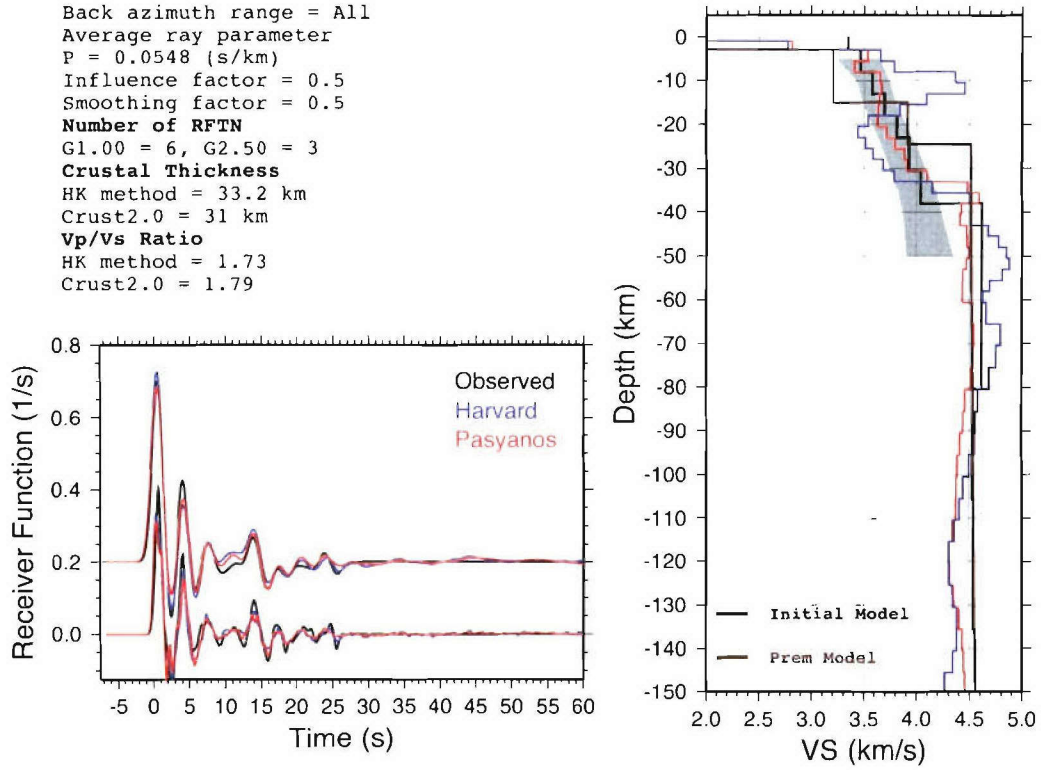 Back azimuth range = All
Average ray parameter
P = 0.0548 (s/km)
Influence factor = 0.5
Smoothing factor = 0.5
Number of RFTN
G1.00 = 6, G2.50 = 3
Crustal Thickness
HK method = 33.2 km
Crust2.0 = 31 km
Vp/Vs Ratio
HK method = 1.73
Crust2.0 = 1.79
Receiver Function (1/s)
0.8
0.6
0.4
0.2
0.0
Observed
Harvard
Pasyanos
-5 0 5 10 15 20 25 30 35 40 45 50 55 60
Time (s)
Depth (km)
0
-10
-20
-30
-40
-50
-60
-70
-80
-90
-100
-110
-120
-130
-140
-150
Initial Model
Prem Model
2.0 2.5 3.0 3.5 4.0 4.5 5.0
VS (km/s)